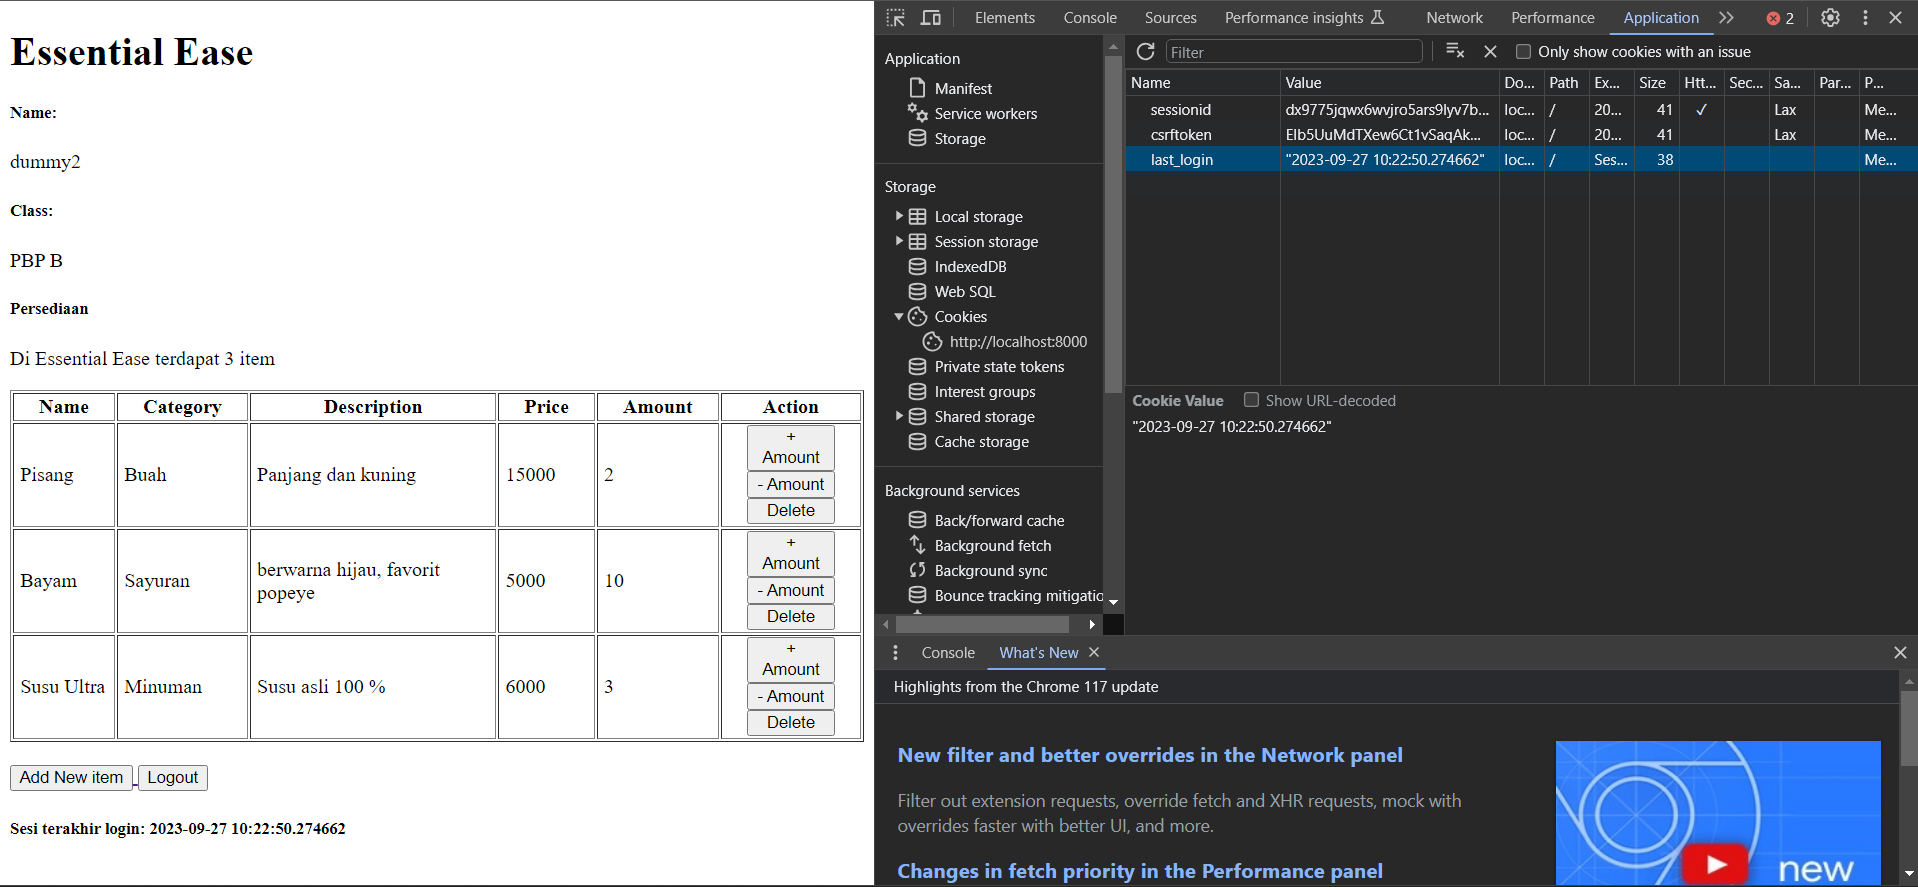 Essential Ease
Name:
dummy2
Class:
PBP B
Persediaan
Di Essential Ease terdapat 3 item
Name Category Description Price Amount Action
Pisang Buah Panjang dan kuning 15000 2
+ Amount
- Amount
Delete
Bayam Sayuran berwarna hijau, favorit popeye 5000 10
+ Amount
- Amount
Delete
Susu Ultra Minuman Susu asli 100 % 6000 3
+ Amount
- Amount
Delete
Add New item Logout
Sesi terakhir login: 2023-09-27 10:22:50.274662
Elements Console Sources Performance insights Network Performance Application 2
Application
Manifest
Service workers
Storage
Storage
Local storage
Session storage
IndexedDB
Web SQL
Cookies
http://localhost:8000
Private state tokens
Interest groups
Shared storage
Cache storage
Background services
Back/forward cache
Background fetch
Background sync
Bounce tracking mitigatio
Filter Only show cookies with an issue
Name Value Do... Path Ex... Size Htt... Sec... Sa... Par... P...
sessionid dx9775jqwx6wvjro5ars9lyv7b... loc... / 20... 41 ✓ Lax Me...
csrftoken Elb5UuMdTXew6Ct1vSaqAk... loc... / 20... 41 Lax Me...
last_login "2023-09-27 10:22:50.274662" loc... / Ses... 38 Me...
Cookie Value Show URL-decoded
"2023-09-27 10:22:50.274662"
Console What's New
Highlights from the Chrome 117 update
New filter and better overrides in the Network panel
Filter out extension requests, override fetch and XHR requests, mock with
overrides faster with better UI, and more.
Changes in fetch priority in the Performance panel
new